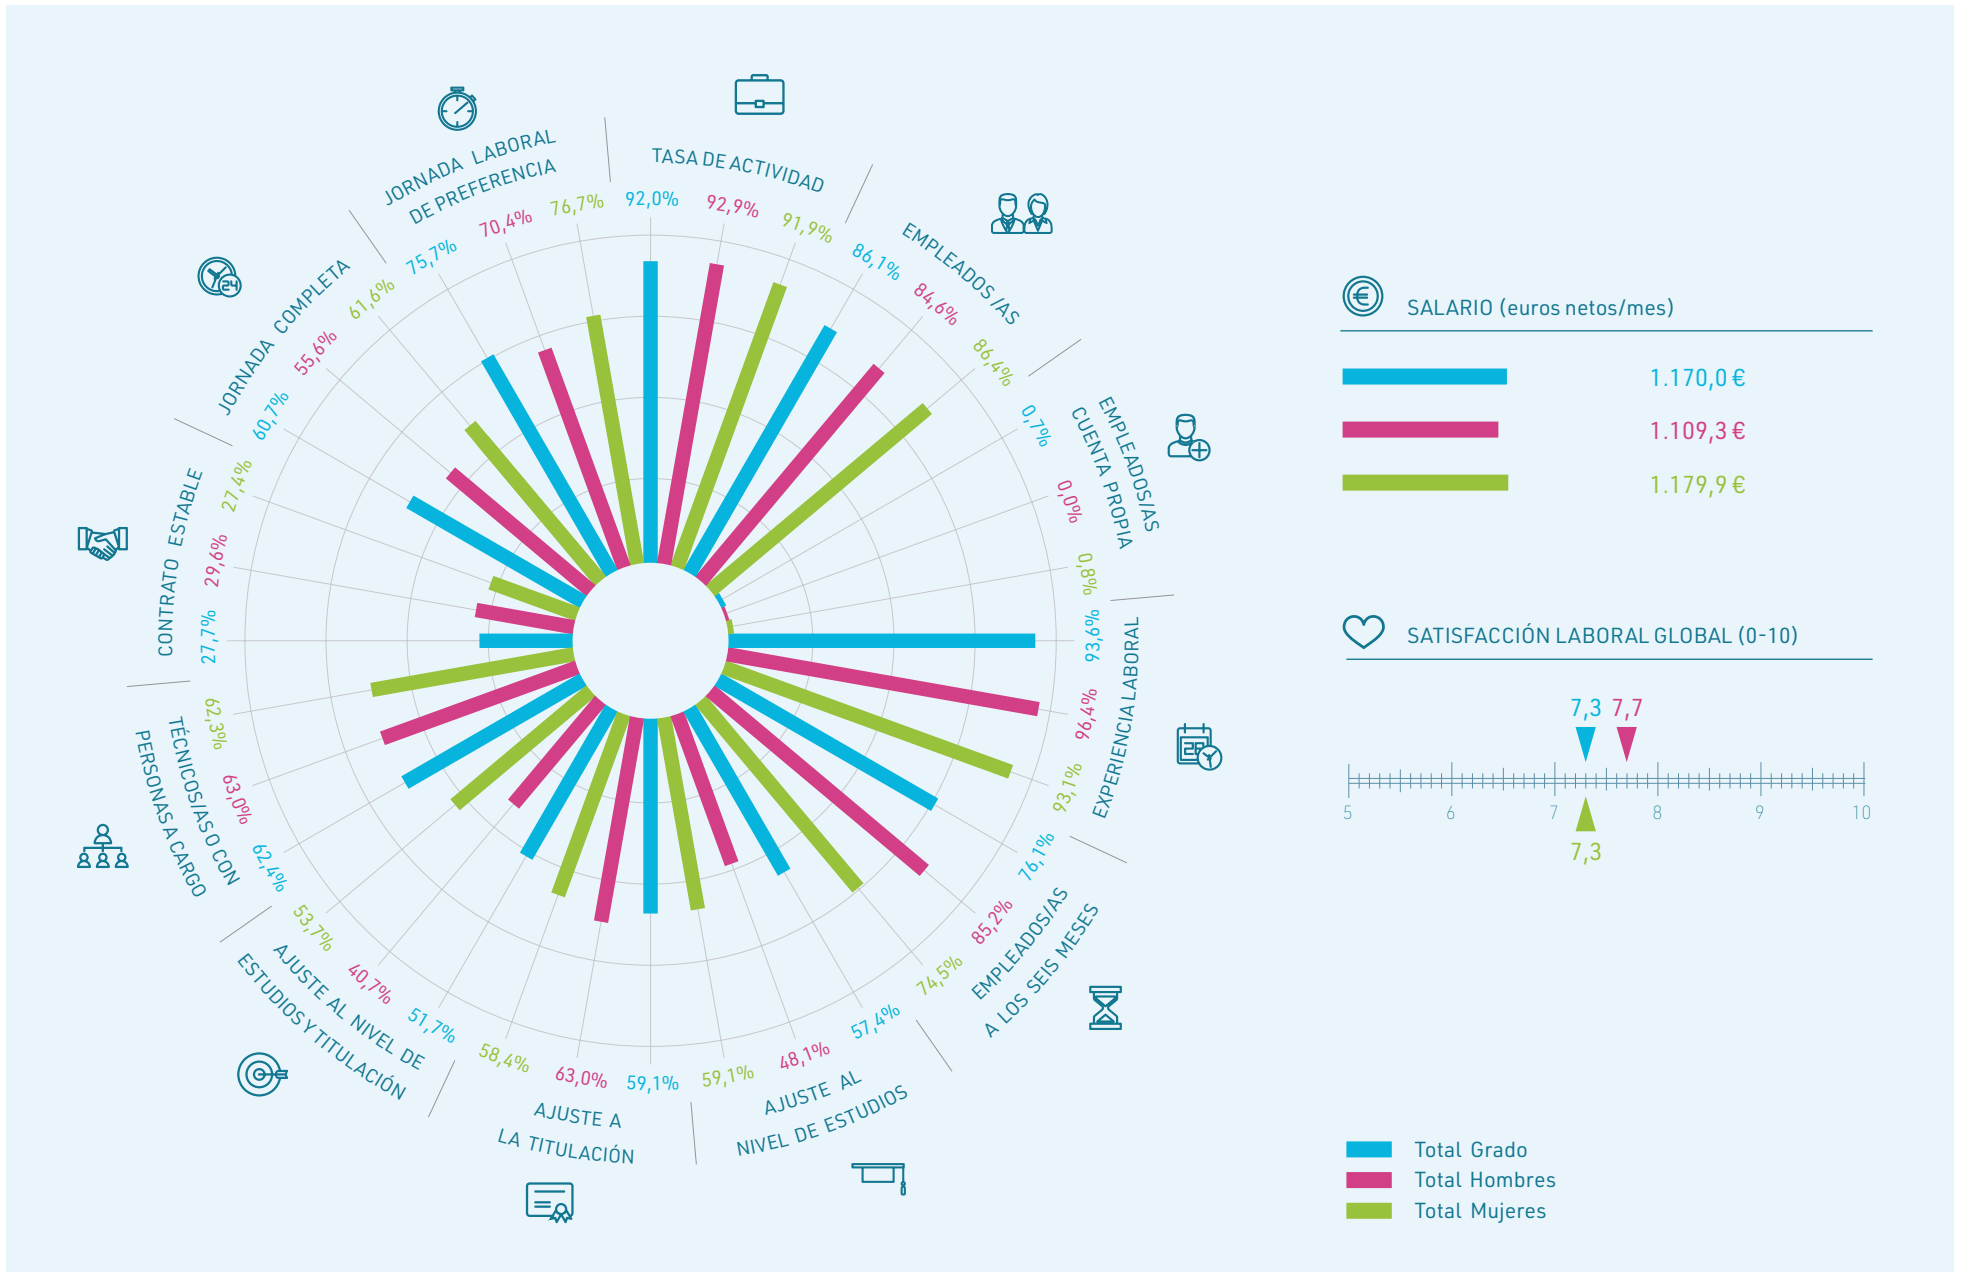 TASA DE ACTIVIDAD
92,0%
92,9%
91,9%
EMPLEADOS /AS
86,1%
84,6%
86,4%
EMPLEADOS/AS
CUENTA PROPIA
0,7%
0,0%
0,8%
EXPERIENCIA LABORAL
93,6%
96,4%
93,1%
EMPLEADOS/AS
A LOS SEIS MESES
76,1%
85,2%
74,5%
AJUSTE AL
NIVEL DE ESTUDIOS
57,4%
48,1%
59,1%
AJUSTE A
LA TITULACIÓN
59,1%
63,0%
58,4%
AJUSTE AL NIVEL DE
ESTUDIOS Y TITULACIÓN
51,7%
40,7%
53,7%
TÉCNICOS/AS CON
PERSONAS A CARGO
62,4%
63,0%
62,3%
CONTRATO ESTABLE
27,7%
29,6%
27,4%
JORNADA COMPLETA
60,7%
55,6%
61,6%
JORNADA LABORAL
DE PREFERENCIA
75,7%
70,4%
76,7%
24
SALARIO (euros netos/mes)
1.170,0 €
1.109,3 €
1.179,9 €
SATISFACCIÓN LABORAL GLOBAL (0-10)
7,3 7,7
5 6 7 8 9 10
7,3
Total Grado
Total Hombres
Total Mujeres